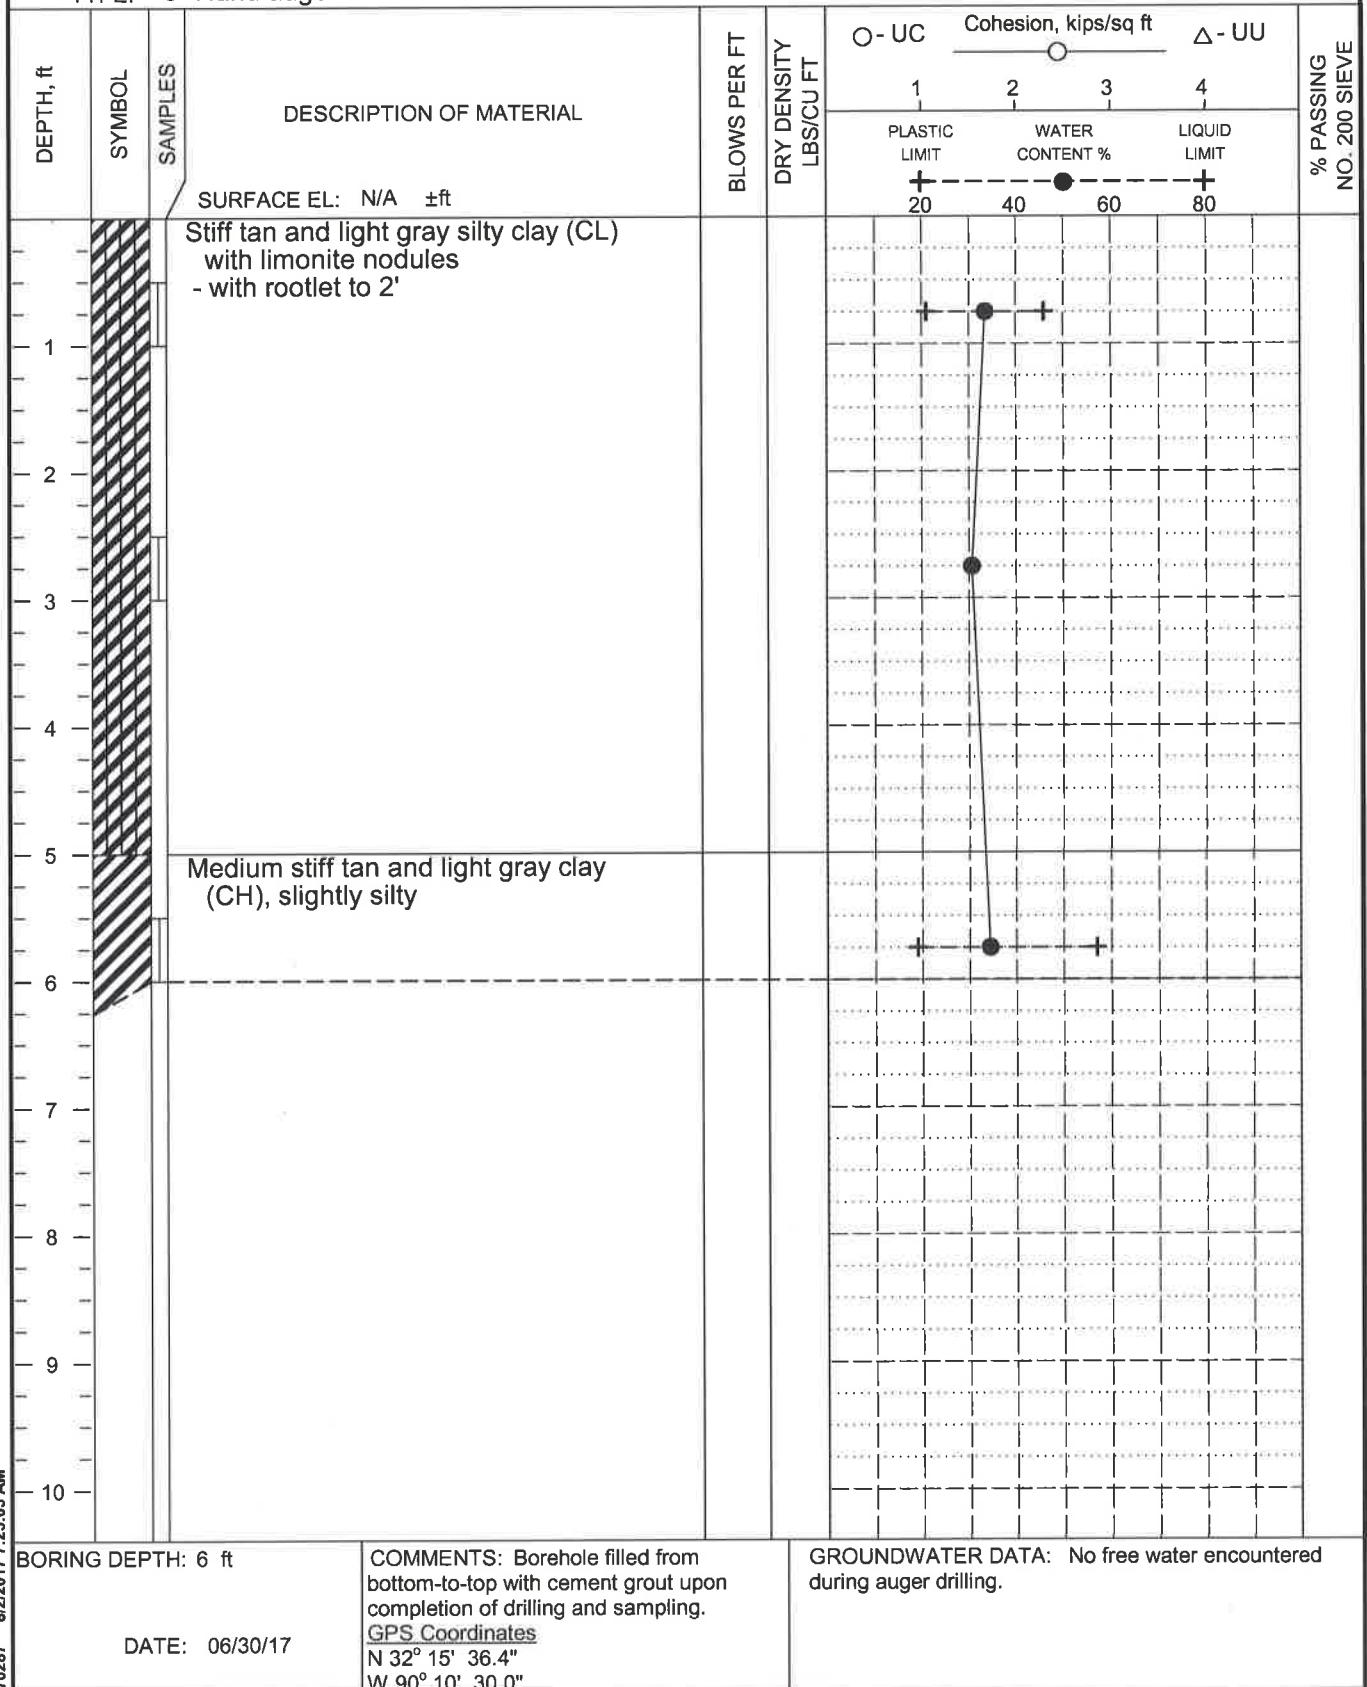 DEPTH, ft
SYMBOL
SAMPLES
DESCRIPTION OF MATERIAL
SURFACE EL: N/A ±ft
BLOWS PER FT
DRY DENSITY
LBS/CU FT
O - UC Cohesion, kips/sq ft △ - UU
1 2 3 4
PLASTIC WATER LIQUID
LIMIT CONTENT % LIMIT
20 40 60 80
% PASSING
NO. 200 SIEVE
Stiff tan and light gray silty clay (CL)
with limonite nodules
- with rootlet to 2'
1
2
3
4
5
Medium stiff tan and light gray clay
(CH), slightly silty
6
7
8
9
10
BORING DEPTH: 6 ft
DATE: 06/30/17
COMMENTS: Borehole filled from
bottom-to-top with cement grout upon
completion of drilling and sampling.
GPS Coordinates
N 32° 15' 36.4"
W 90° 10' 30.0"
GROUNDWATER DATA: No free water encountered
during auger drilling.